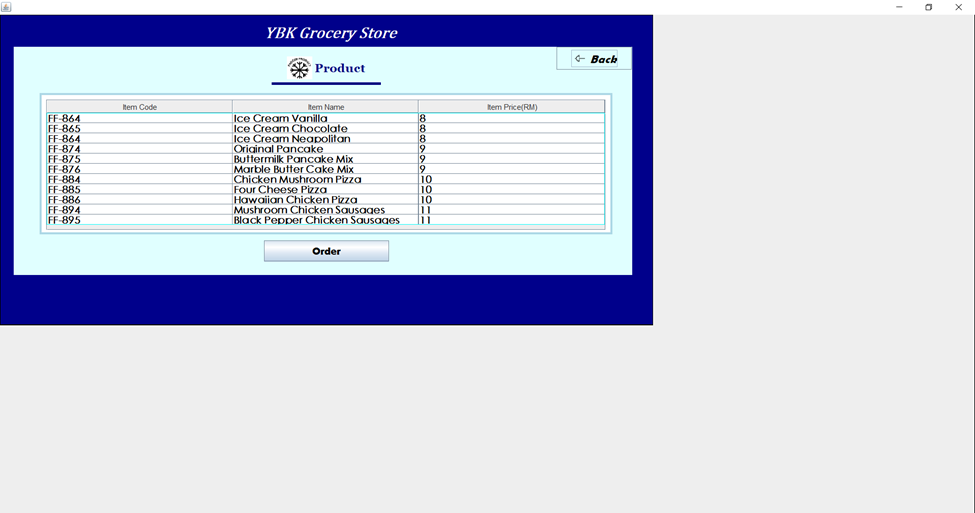 YBK Grocery Store
Back
Product
Item Code Item Name Item Price(RM)
FF-864 Ice Cream Vanilla 8
FF-865 Ice Cream Chocolate 8
FF-864 Ice Cream Neapolitan 8
FF-874 Original Pancake 9
FF-875 Buttermilk Pancake Mix 9
FF-876 Marble Butter Cake Mix 9
FF-884 Chicken Mushroom Pizza 10
FF-885 Four Cheese Pizza 10
FF-886 Hawaiian Chicken Pizza 10
FF-894 Mushroom Chicken Sausages 11
FF-895 Black Pepper Chicken Sausages 11
Order